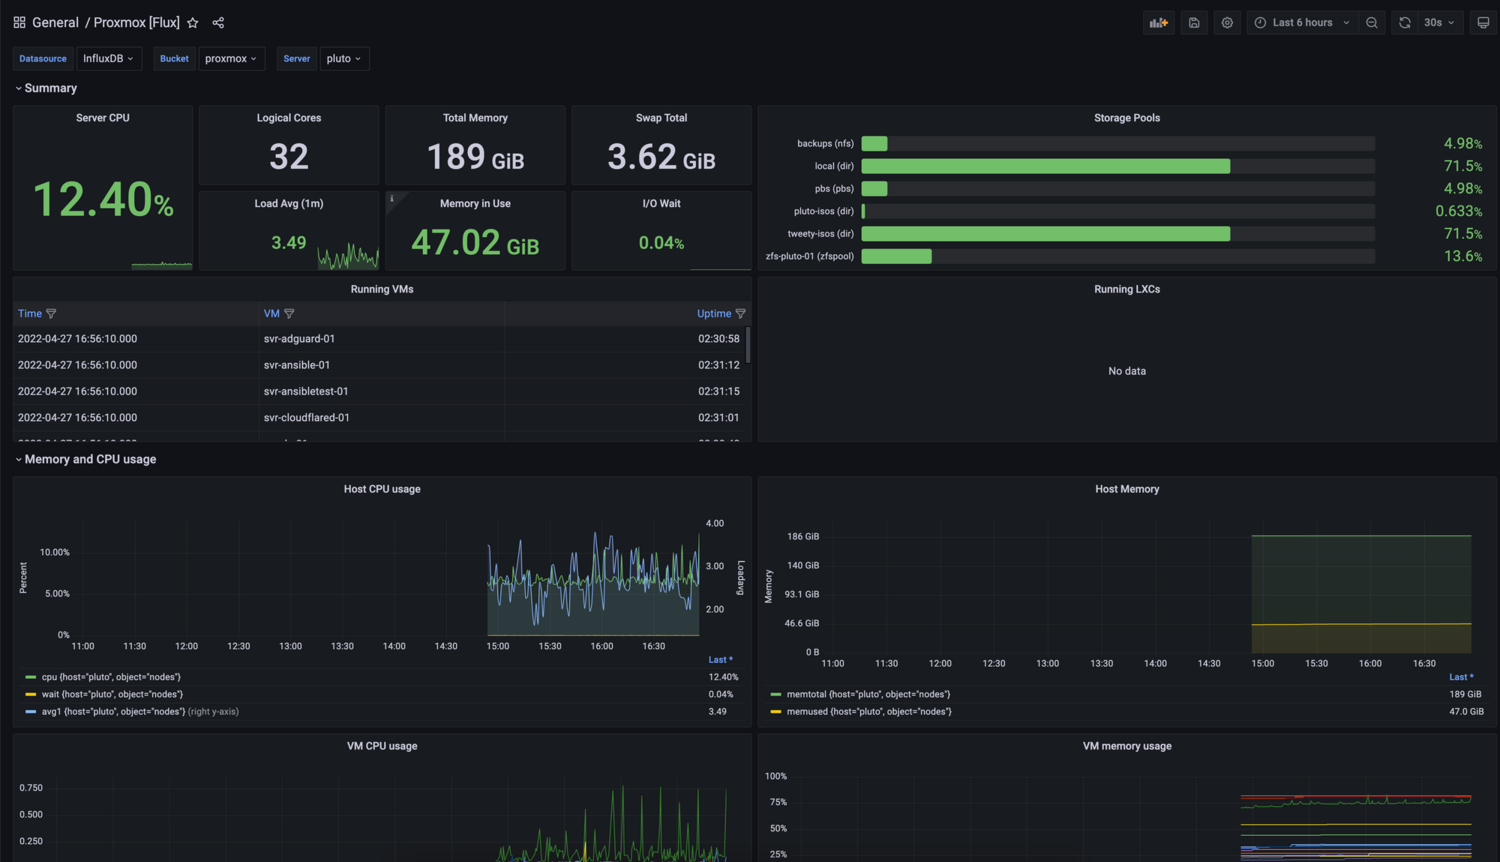 General / Proxmox [Flux]
Last 6 hours
30s
Datasource InfluxDB Bucket proxmox Server pluto
Summary
Server CPU
12.40%
Logical Cores
32
Total Memory
189 GiB
Swap Total
3.62 GiB
Load Avg (1m)
3.49
i
Memory in Use
47.02 GiB
I/O Wait
0.04%
Storage Pools
backups (nfs) 4.98%
local (dir) 71.5%
pbs (pbs) 4.98%
pluto-isos (dir) 0.633%
tweety-isos (dir) 71.5%
zfs-pluto-01 (zfspool) 13.6%
Running VMs
Time VM Uptime
2022-04-27 16:56:10.000 svr-adguard-01 02:30:58
2022-04-27 16:56:10.000 svr-ansible-01 02:31:12
2022-04-27 16:56:10.000 svr-ansibletest-01 02:31:15
2022-04-27 16:56:10.000 svr-cloudflared-01 02:31:01
Running LXCs
No data
Memory and CPU usage
Host CPU usage
Percent
10.00%
5.00%
0%
4.00
3.00
2.00
Loadavg
11:00 11:30 12:00 12:30 13:00 13:30 14:00 14:30 15:00 15:30 16:00 16:30
Last *
cpu {host="pluto", object="nodes"} 12.40%
wait {host="pluto", object="nodes"} 0.04%
avg1 {host="pluto", object="nodes"} (right y-axis) 3.49
Host Memory
Memory
186 GiB
140 GiB
93.1 GiB
46.6 GiB
0 B
11:00 11:30 12:00 12:30 13:00 13:30 14:00 14:30 15:00 15:30 16:00 16:30
Last *
memtotal {host="pluto", object="nodes"} 189 GiB
memused {host="pluto", object="nodes"} 47.0 GiB
VM CPU usage
0.750
0.500
0.250
VM memory usage
100%
75%
50%
25%